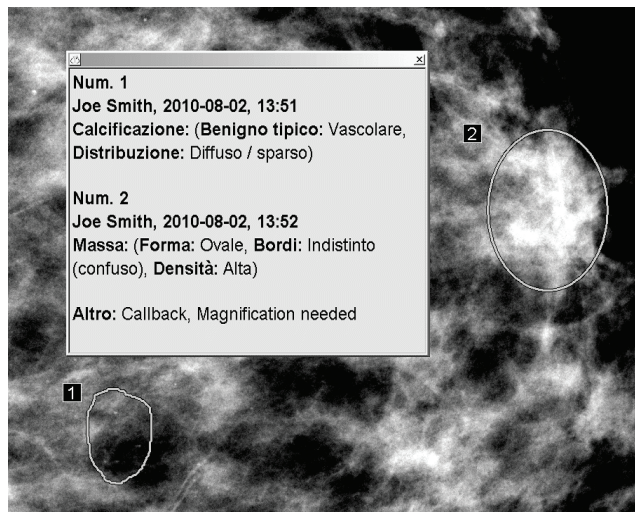 Num. 1
Joe Smith, 2010-08-02, 13:51
Calcificazione: (Benigno tipico: Vascolare,
Distribuzione: Diffuso / sparso)
Num. 2
Joe Smith, 2010-08-02, 13:52
Massa: (Forma: Ovale, Bordi: Indistinto
(confuso), Densità: Alta)
Altro: Callback, Magnification needed
2
1